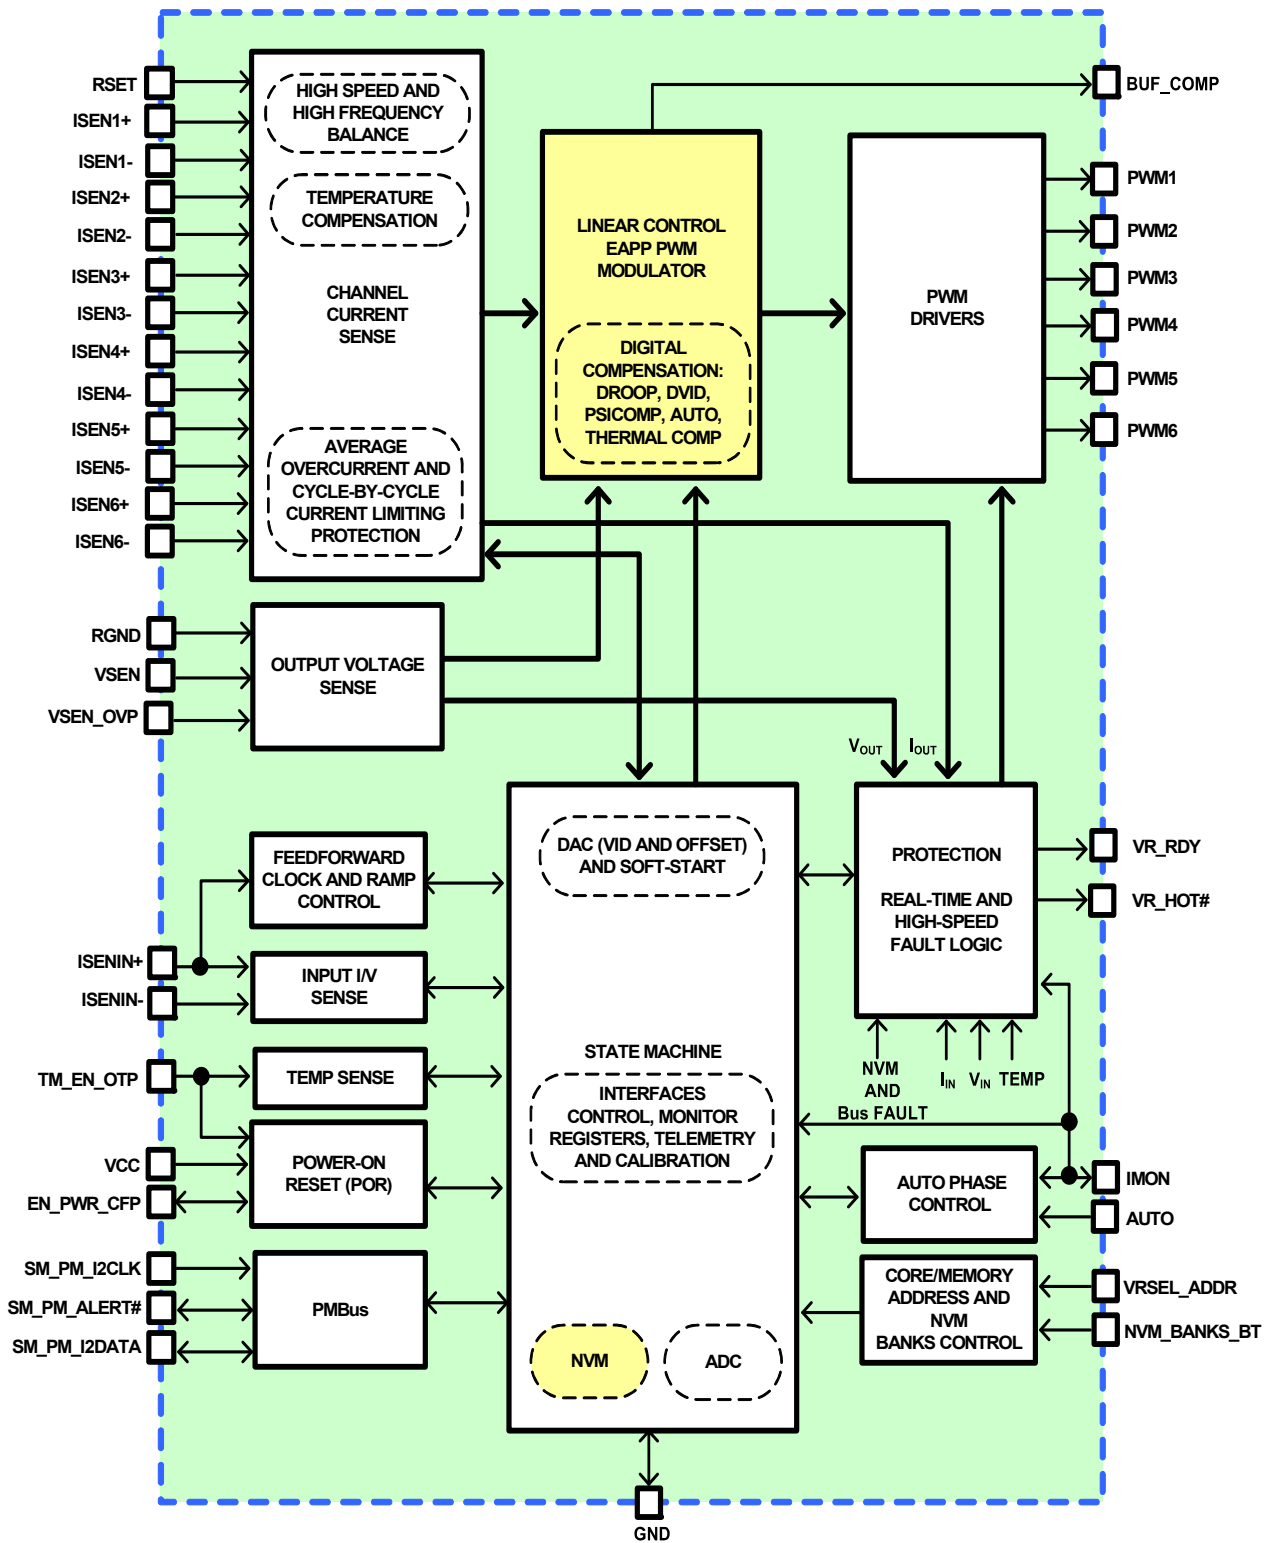 RSET
ISEN1+
ISEN1-
ISEN2+
ISEN2-
ISEN3+
ISEN3-
ISEN4+
ISEN4-
ISEN5+
ISEN5-
ISEN6+
ISEN6-
HIGH SPEED AND
HIGH FREQUENCY
BALANCE
TEMPERATURE
COMPENSATION
CHANNEL
CURRENT
SENSE
AVERAGE
OVERCURRENT AND
CYCLE-BY-CYCLE
CURRENT LIMITING
PROTECTION
LINEAR CONTROL
EAPP PWM
MODULATOR
DIGITAL
COMPENSATION:
DROOP, DVID,
PSICOMP, AUTO,
THERMAL COMP
PWM
DRIVERS
BUF_COMP
PWM1
PWM2
PWM3
PWM4
PWM5
PWM6
RGND
VSEN
VSEN_OVP
OUTPUT VOLTAGE
SENSE
VOUT
IOUT
FEEDFORWARD
CLOCK AND RAMP
CONTROL
ISENIN+
ISENIN-
INPUT I/V
SENSE
TM_EN_OTP
TEMP SENSE
VCC
EN_PWR_CFP
POWER-ON
RESET (POR)
SM_PM_I2CLK
SM_PM_ALERT#
SM_PM_I2DATA
PMBus
DAC (VID AND OFFSET)
AND SOFT-START
STATE MACHINE
INTERFACES
CONTROL, MONITOR
REGISTERS, TELEMETRY
AND CALIBRATION
NVM
ADC
PROTECTION
REAL-TIME AND
HIGH-SPEED
FAULT LOGIC
VR_RDY
VR_HOT#
NVM
AND
Bus FAULT
IIN
VIN
TEMP
AUTO PHASE
CONTROL
IMON
AUTO
CORE/MEMORY
ADDRESS AND
NVM
BANKS CONTROL
VRSEL_ADDR
NVM_BANKS_BT
GND